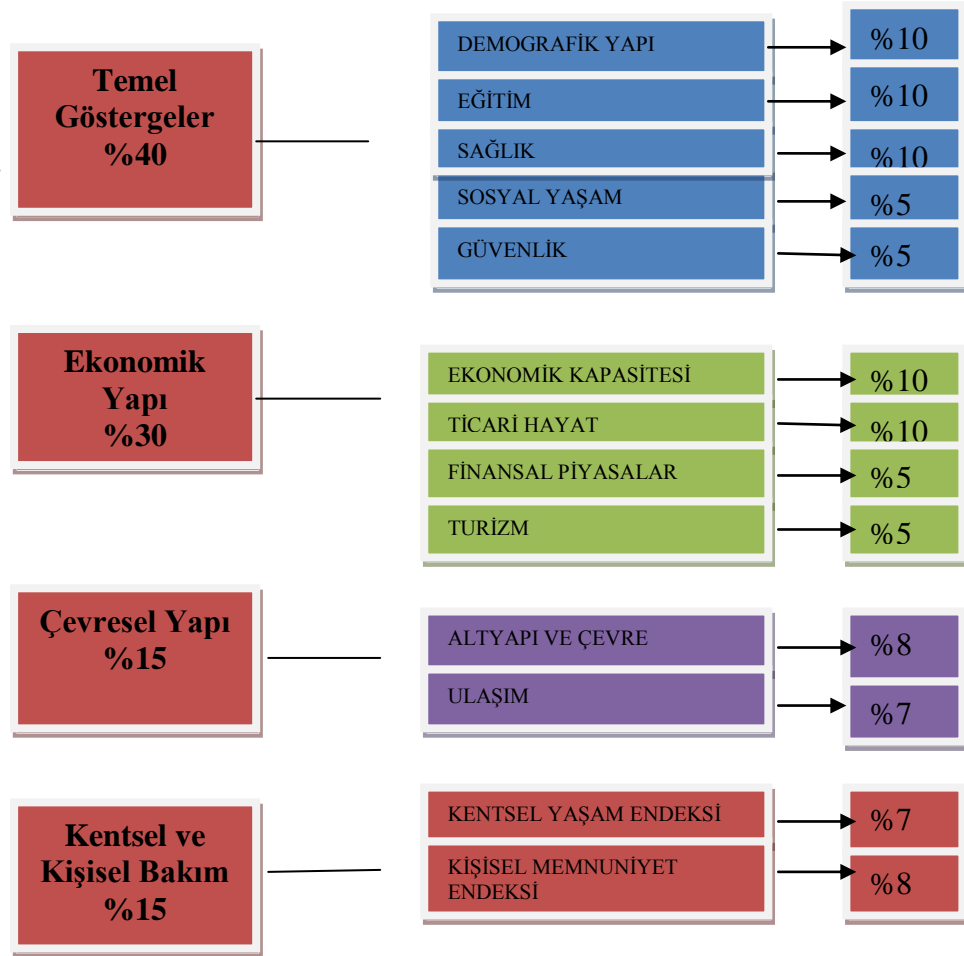 Temel
Göstergeler
%40
DEMOGRAFİK YAPI
%10
EĞİTİM
%10
SAĞLIK
%10
SOSYAL YAŞAM
%5
GÜVENLİK
%5
Ekonomik
Yapı
%30
EKONOMİK KAPASİTESİ
%10
TİCARİ HAYAT
%10
FİNANSAL PİYASALAR
%5
TURİZM
%5
Çevresel Yapı
%15
ALTYAPI VE ÇEVRE
%8
ULAŞIM
%7
Kentsel ve
Kişisel Bakım
%15
KENTSEL YAŞAM ENDEKSİ
%7
KİŞİSEL MEMNUNİYET
ENDEKSİ
%8